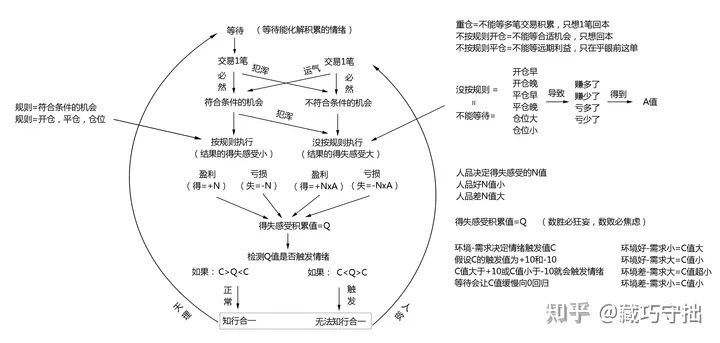 等待（等待能化解积累的情绪）
交易1笔
交易1笔
犯浑
运气
必然
必然
符合条件的机会
不符合条件的机会
犯浑
规则=符合条件的机会
规则=开仓，平仓，仓位
按规则执行
（结果的得失感受小）
没按规则执行
（结果的得失感受大）
盈利
（得=+N）
亏损
（失=-N）
盈利
（得=+NxA）
亏损
（失=-NxA）
得失感受积累值=Q
检测Q值是否触发情绪
如果：C>Q<C
如果：C<Q>C
正常
触发
知行合一
无法知行合一
天理
人欲
重仓=不能等多笔交易积累，只想1笔回本
不按规则开仓=不能等合适机会，只想回本
不按规则平仓=不能等远期利益，只在乎眼前这单
没按规则=
=
不能等待=
开仓早
开仓晚
平仓早
平仓晚
仓位大
仓位小
导致
赚多了
赚少了
亏多了
亏少了
得到
A值
人品决定得失感受的N值
人品好N值小
人品差N值大
得失感受积累值=Q （数胜必狂妄，数败必焦虑）
环境-需求决定情绪触发值C
假设C的触发值为+10和-10
C值大于+10或C值小于-10就会触发情绪
等待会让C值缓慢向0回归
环境好-需求小=C值大
环境好-需求大=C值小
环境差-需求大=C值超小
环境差-需求小=C值小
知乎 @藏巧守拙